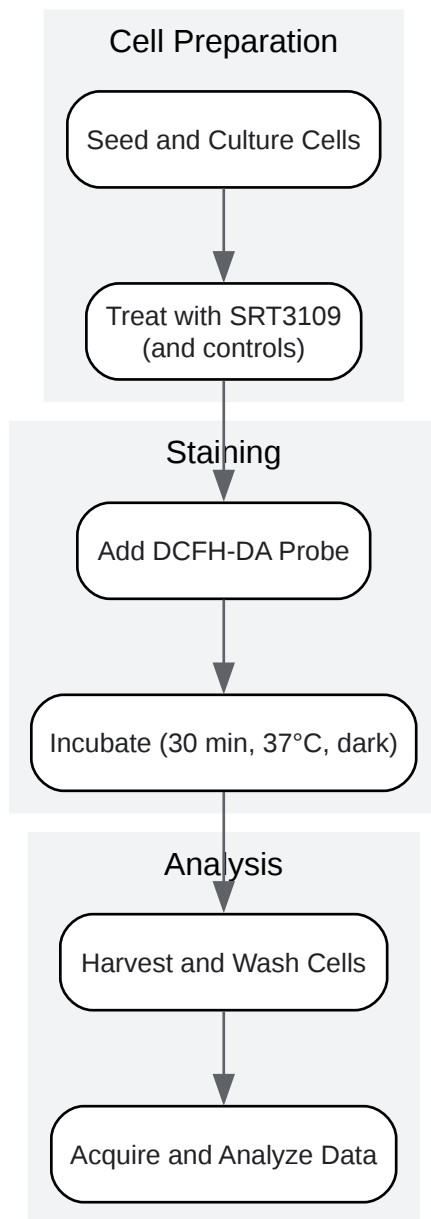 Cell Preparation
Seed and Culture Cells
Treat with SRT3109
(and controls)
Staining
Add DCFH-DA Probe
Incubate (30 min, 37°C, dark)
Analysis
Harvest and Wash Cells
Acquire and Analyze Data